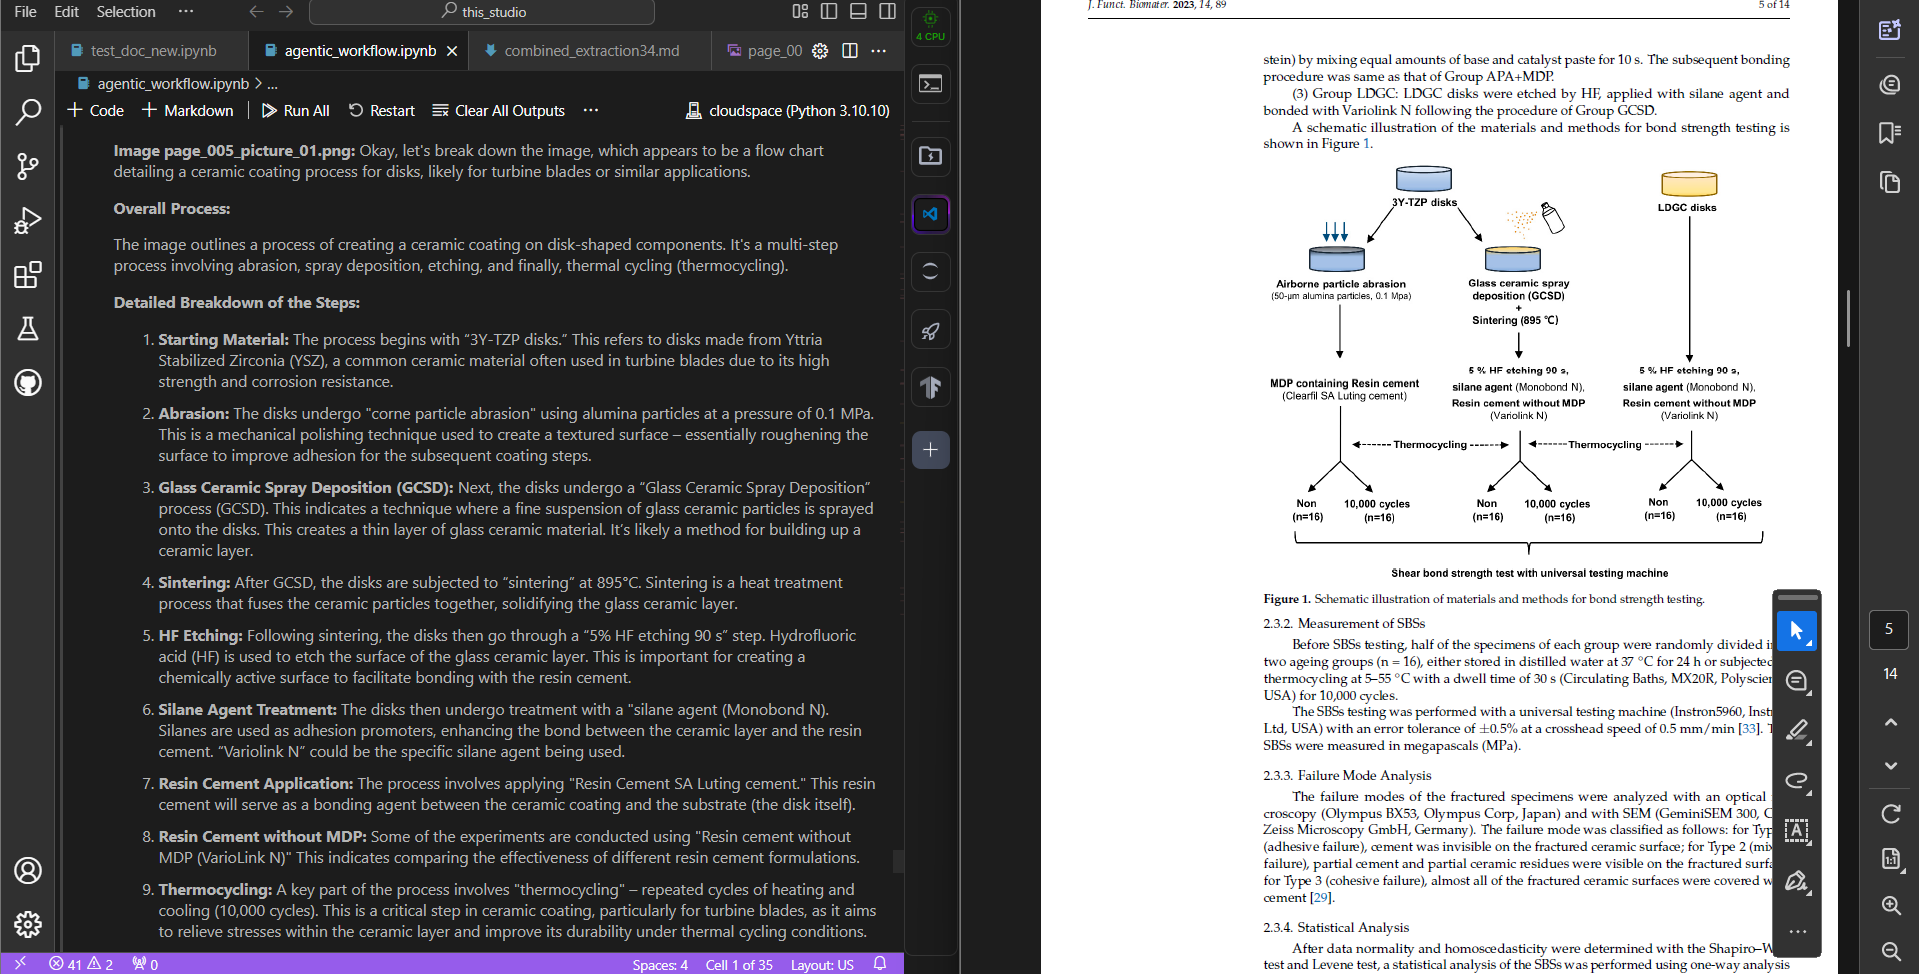 File Edit Selection ··· this_studio
test_doc_new.ipynb agentic_workflow.ipynb combined_extraction34.md page_00 ···
agentic_workflow.ipynb > ...
+ Code + Markdown Run All Restart Clear All Outputs ··· cloudspace (Python 3.10.10)
Image page_005_picture_01.png: Okay, let's break down the image, which appears to be a flow chart
detailing a ceramic coating process for disks, likely for turbine blades or similar applications.
Overall Process:
The image outlines a process of creating a ceramic coating on disk-shaped components. It's a multi-step
process involving abrasion, spray deposition, etching, and finally, thermal cycling (thermocycling).
Detailed Breakdown of the Steps:
1. Starting Material: The process begins with “3Y-TZP disks.” This refers to disks made from Yttria
Stabilized Zirconia (YSZ), a common ceramic material often used in turbine blades due to its high
strength and corrosion resistance.
2. Abrasion: The disks undergo "corne particle abrasion" using alumina particles at a pressure of 0.1 MPa.
This is a mechanical polishing technique used to create a textured surface – essentially roughening the
surface to improve adhesion for the subsequent coating steps.
3. Glass Ceramic Spray Deposition (GCSD): Next, the disks undergo a “Glass Ceramic Spray Deposition”
process (GCSD). This indicates a technique where a fine suspension of glass ceramic particles is sprayed
onto the disks. This creates a thin layer of glass ceramic material. It’s likely a method for building up a
ceramic layer.
4. Sintering: After GCSD, the disks are subjected to “sintering” at 895°C. Sintering is a heat treatment
process that fuses the ceramic particles together, solidifying the glass ceramic layer.
5. HF Etching: Following sintering, the disks then go through a “5% HF etching 90 s” step. Hydrofluoric
acid (HF) is used to etch the surface of the glass ceramic layer. This is important for creating a
chemically active surface to facilitate bonding with the resin cement.
6. Silane Agent Treatment: The disks then undergo treatment with a "silane agent (Monobond N).
Silanes are used as adhesion promoters, enhancing the bond between the ceramic layer and the resin
cement. “Variolink N” could be the specific silane agent being used.
7. Resin Cement Application: The process involves applying "Resin Cement SA Luting cement." This resin
cement will serve as a bonding agent between the ceramic coating and the substrate (the disk itself).
8. Resin Cement without MDP: Some of the experiments are conducted using "Resin cement without
MDP (VarioLink N)" This indicates comparing the effectiveness of different resin cement formulations.
9. Thermocycling: A key part of the process involves "thermocycling" – repeated cycles of heating and
cooling (10,000 cycles). This is a critical step in ceramic coating, particularly for turbine blades, as it aims
to relieve stresses within the ceramic layer and improve its durability under thermal cycling conditions.
41 2 0 Spaces: 4 Cell 1 of 35 Layout: US
4 CPU
J. Funct. Biomater. 2023, 14, 89 5 of 14
stein) by mixing equal amounts of base and catalyst paste for 10 s. The subsequent bonding
procedure was same as that of Group APA+MDP.
(3) Group LDGC: LDGC disks were etched by HF, applied with silane agent and
bonded with Variolink N following the procedure of Group GCSD.
A schematic illustration of the materials and methods for bond strength testing is
shown in Figure 1.
3Y-TZP disks
LDGC disks
Airborne particle abrasion
(50-μm alumina particles, 0.1 Mpa)
Glass ceramic spray
deposition (GCSD)
+
Sintering (895 ℃)
MDP containing Resin cement
(Clearfil SA Luting cement)
5 % HF etching 90 s,
silane agent (Monobond N),
Resin cement without MDP
(Variolink N)
5 % HF etching 90 s,
silane agent (Monobond N),
Resin cement without MDP
(Variolink N)
Thermocycling Thermocycling
Non 10,000 cycles Non 10,000 cycles Non 10,000 cycles
(n=16) (n=16) (n=16) (n=16) (n=16) (n=16)
Shear bond strength test with universal testing machine
Figure 1. Schematic illustration of materials and methods for bond strength testing.
2.3.2. Measurement of SBSs
Before SBSs testing, half of the specimens of each group were randomly divided
two ageing groups (n = 16), either stored in distilled water at 37 °C for 24 h or subjected
thermocycling at 5–55 °C with a dwell time of 30 s (Circulating Baths, MX20R, Polyscien
USA) for 10,000 cycles.
The SBSs testing was performed with a universal testing machine (Instron5960, Inst
Ltd, USA) with an error tolerance of ±0.5% at a crosshead speed of 0.5 mm/min [33].
SBSs were measured in megapascals (MPa).
2.3.3. Failure Mode Analysis
The failure modes of the fractured specimens were analyzed with an optical
croscopy (Olympus BX53, Olympus Corp, Japan) and with SEM (GeminiSEM 300, C
Zeiss Microscopy GmbH, Germany). The failure mode was classified as follows: for Typ
(adhesive failure), cement was invisible on the fractured ceramic surface; for Type 2 (mix
failure), partial cement and partial ceramic residues were visible on the fractured surfa
for Type 3 (cohesive failure), almost all of the fractured ceramic surfaces were covered w
cement [29].
2.3.4. Statistical Analysis
After data normality and homoscedasticity were determined with the Shapiro–W
test and Levene test, a statistical analysis of the SBSs was performed using one-way analysis
5
14
1:1